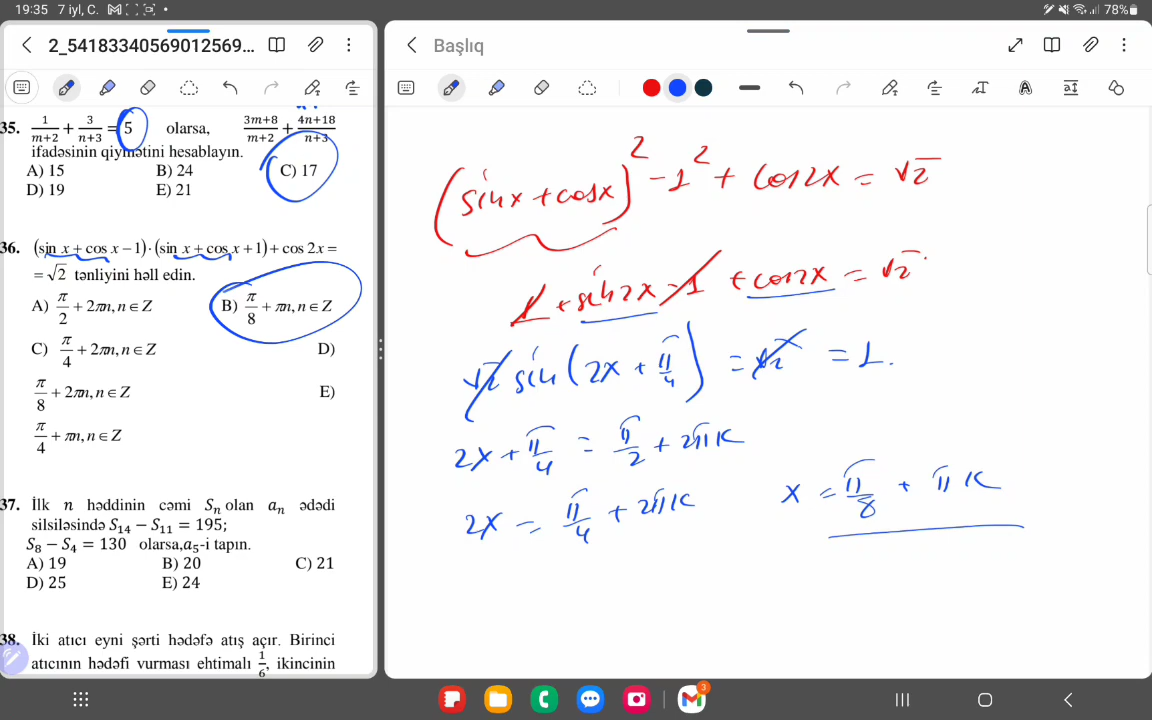 19:35 7 iyl, C. 78%
2_54183340569012569...
Başlıq
35. 1/(m+2) + 3/(n+3) = 5 olarsa, (3m+8)/(m+2) + (4n+18)/(n+3)
ifadəsinin qiymətini hesablayın.
A) 15 B) 24 C) 17
D) 19 E) 21
36. (sin x + cos x − 1)·(sin x + cos x + 1) + cos 2x =
= √2 tənliyini həll edin.
A) π/2 + 2πn, n ∈ Z B) π/8 + πn, n ∈ Z
C) π/4 + 2πn, n ∈ Z D)
π/8 + 2πn, n ∈ Z E)
π/4 + πn, n ∈ Z
37. İlk n həddinin cəmi Sₙ olan aₙ ədədi
silsiləsində S₁₄ − S₁₁ = 195;
S₈ − S₄ = 130 olarsa,a₅-i tapın.
A) 19 B) 20 C) 21
D) 25 E) 24
38. İki atıcı eyni şərti hədəfə atış açır. Birinci
atıcının hədəfi vurması ehtimalı 1/6, ikincinin
(sinx + cosx)² − 1² + cos2x = √2
1 + sin2x − 1 + cos2x = √2
√2 sin(2x + π/4) = √2 = 1.
2x + π/4 = π/2 + 2πk
2x = π/4 + 2πk
x = π/8 + πk
3